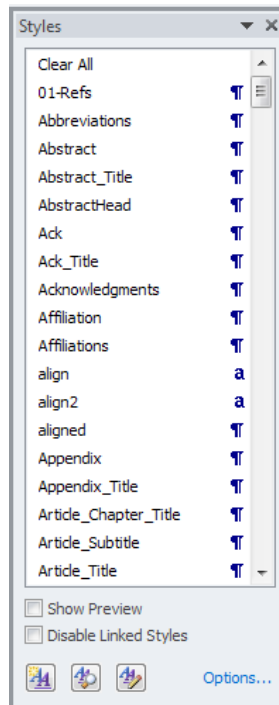 Styles
Clear All
01-Refs ¶
Abbreviations ¶
Abstract ¶
Abstract_Title ¶
AbstractHead ¶
Ack ¶
Ack_Title ¶
Acknowledgments ¶
Affiliation ¶
Affiliations ¶
align a
align2 a
aligned ¶
Appendix ¶
Appendix_Title ¶
Article_Chapter_Title ¶
Article_Subtitle ¶
Article_Title ¶
Show Preview
Disable Linked Styles
Options...